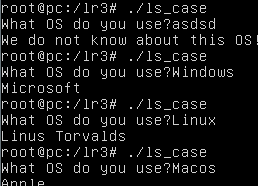 root@pc:/lr3# ./ls_case
What OS do you use?asdsd
We do not know about this OS!
root@pc:/lr3# ./ls_case
What OS do you use?Windows
Microsoft
root@pc:/lr3# ./ls_case
What OS do you use?Linux
Linus Torvalds
root@pc:/lr3# ./ls_case
What OS do you use?Macos
Apple